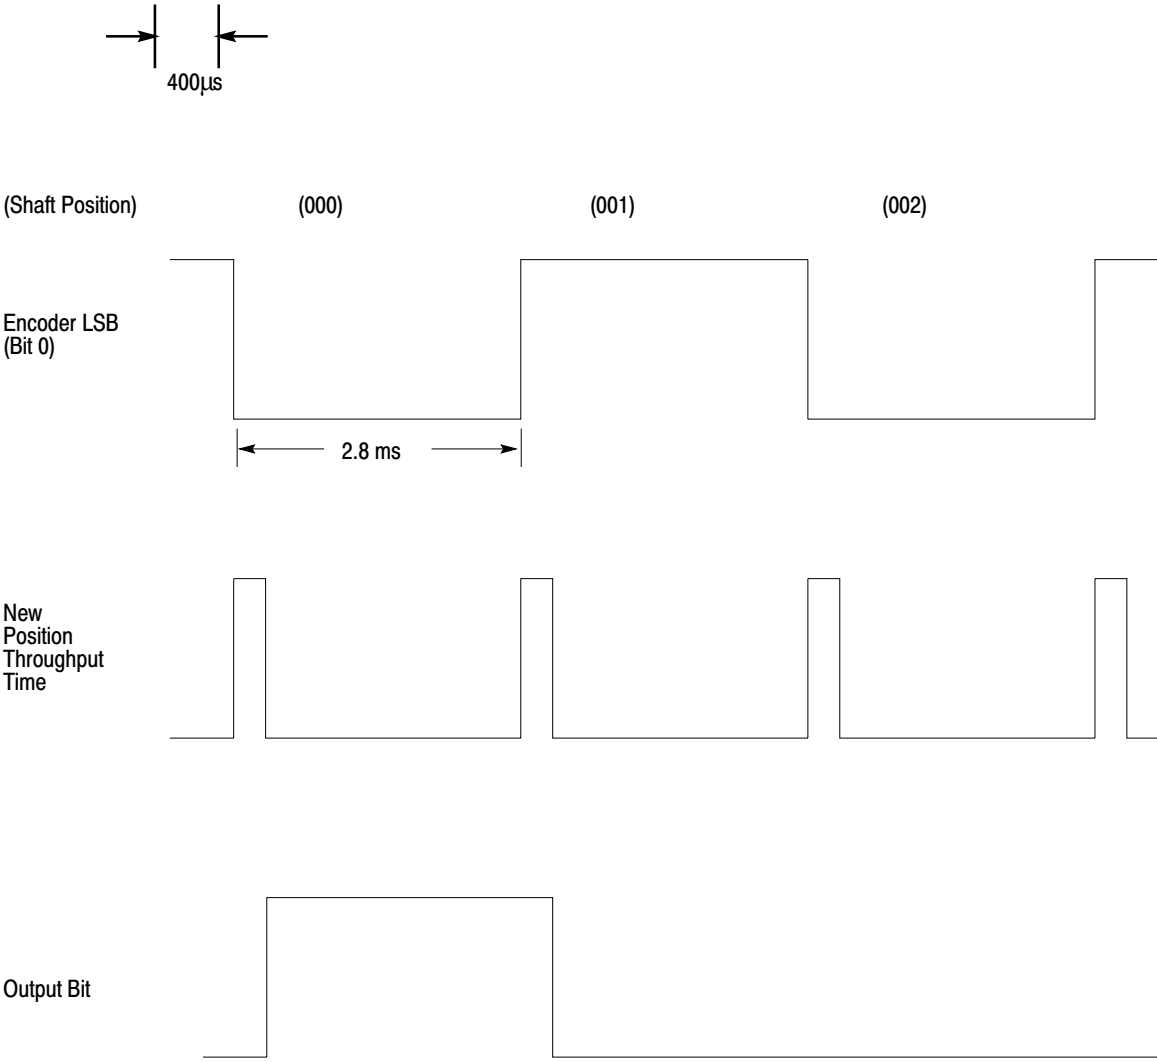 400µs
(Shaft Position) (000) (001) (002)
Encoder LSB
(Bit 0)
2.8 ms
New
Position
Throughput
Time
Output Bit